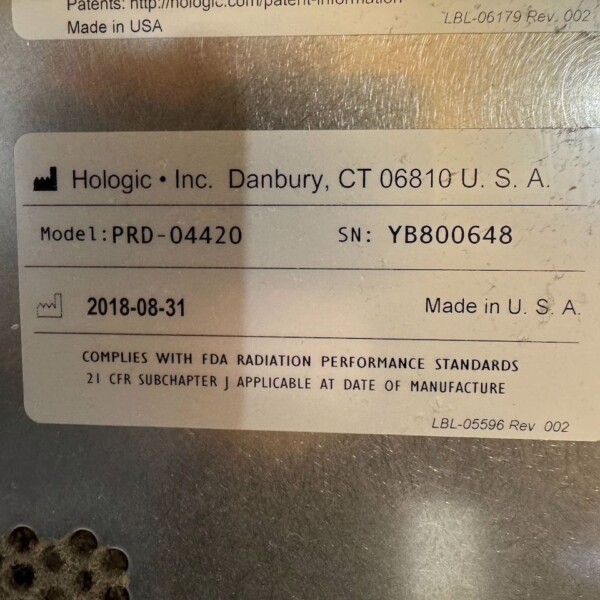 Patents: http://hologic.com/patent-information
Made in USA
LBL-06179 Rev. 002
Hologic • Inc. Danbury, CT 06810 U. S. A.
Model:PRD-04420 SN: YB800648
2018-08-31 Made in U. S. A.
COMPLIES WITH FDA RADIATION PERFORMANCE STANDARDS
21 CFR SUBCHAPTER J APPLICABLE AT DATE OF MANUFACTURE
LBL-05596 Rev 002